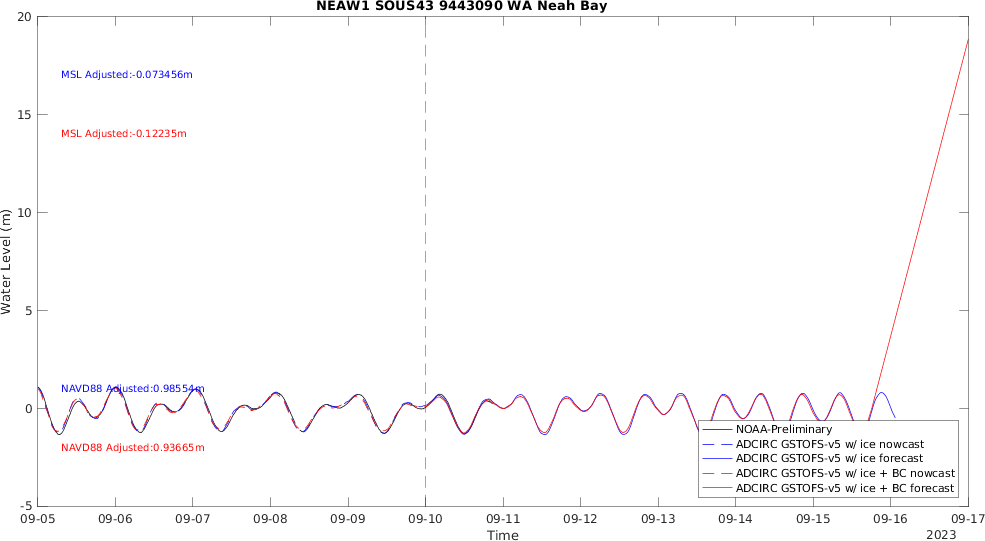 NEAW1 SOUS43 9443090 WA Neah Bay
20
15
10
5
0
-5
Water Level (m)
MSL Adjusted:-0.073456m
MSL Adjusted:-0.12235m
NAVD88 Adjusted:0.98554m
NAVD88 Adjusted:0.93665m
NOAA-Preliminary
ADCIRC GSTOFS-v5 w/ ice nowcast
ADCIRC GSTOFS-v5 w/ ice forecast
ADCIRC GSTOFS-v5 w/ ice + BC nowcast
ADCIRC GSTOFS-v5 w/ ice + BC forecast
09-05 09-06 09-07 09-08 09-09 09-10 09-11 09-12 09-13 09-14 09-15 09-16 09-17
Time
2023